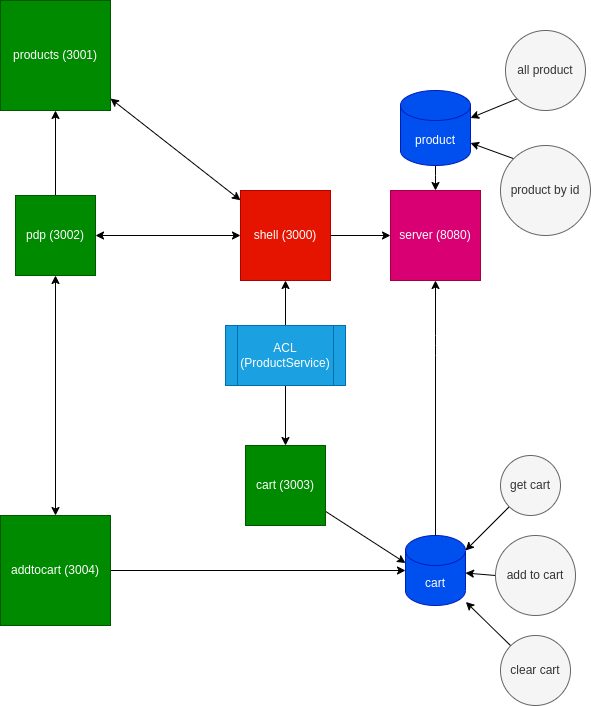 products (3001)
all product
product
product by id
pdp (3002)
shell (3000)
server (8080)
ACL
(ProductService)
cart (3003)
get cart
addtocart (3004)
cart
add to cart
clear cart